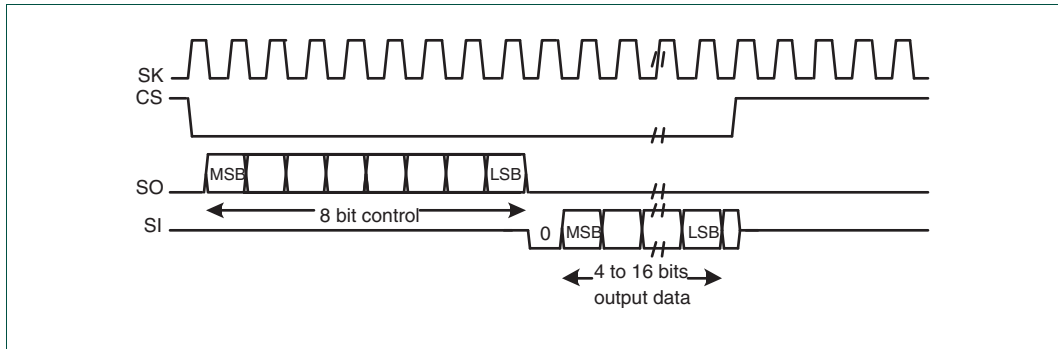 SK
CS
SO
MSB
LSB
8 bit control
SI
0
MSB
LSB
4 to 16 bits
output data